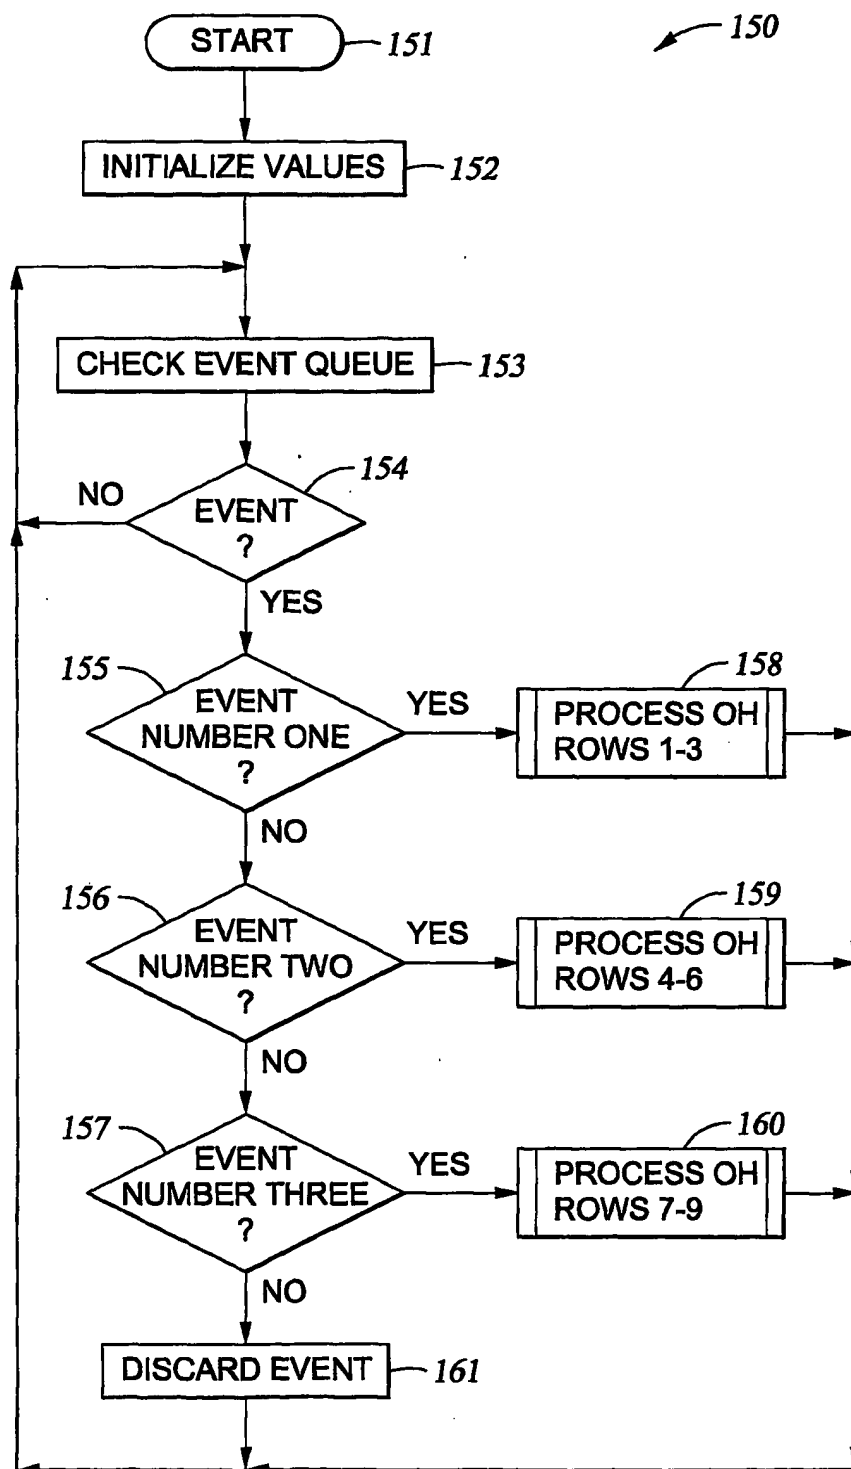 START
151
150
INITIALIZE VALUES
152
CHECK EVENT QUEUE
153
154
NO
EVENT
?
YES
155
EVENT
NUMBER ONE
?
YES
158
PROCESS OH
ROWS 1-3
NO
156
EVENT
NUMBER TWO
?
YES
159
PROCESS OH
ROWS 4-6
NO
157
EVENT
NUMBER THREE
?
YES
160
PROCESS OH
ROWS 7-9
NO
DISCARD EVENT
161